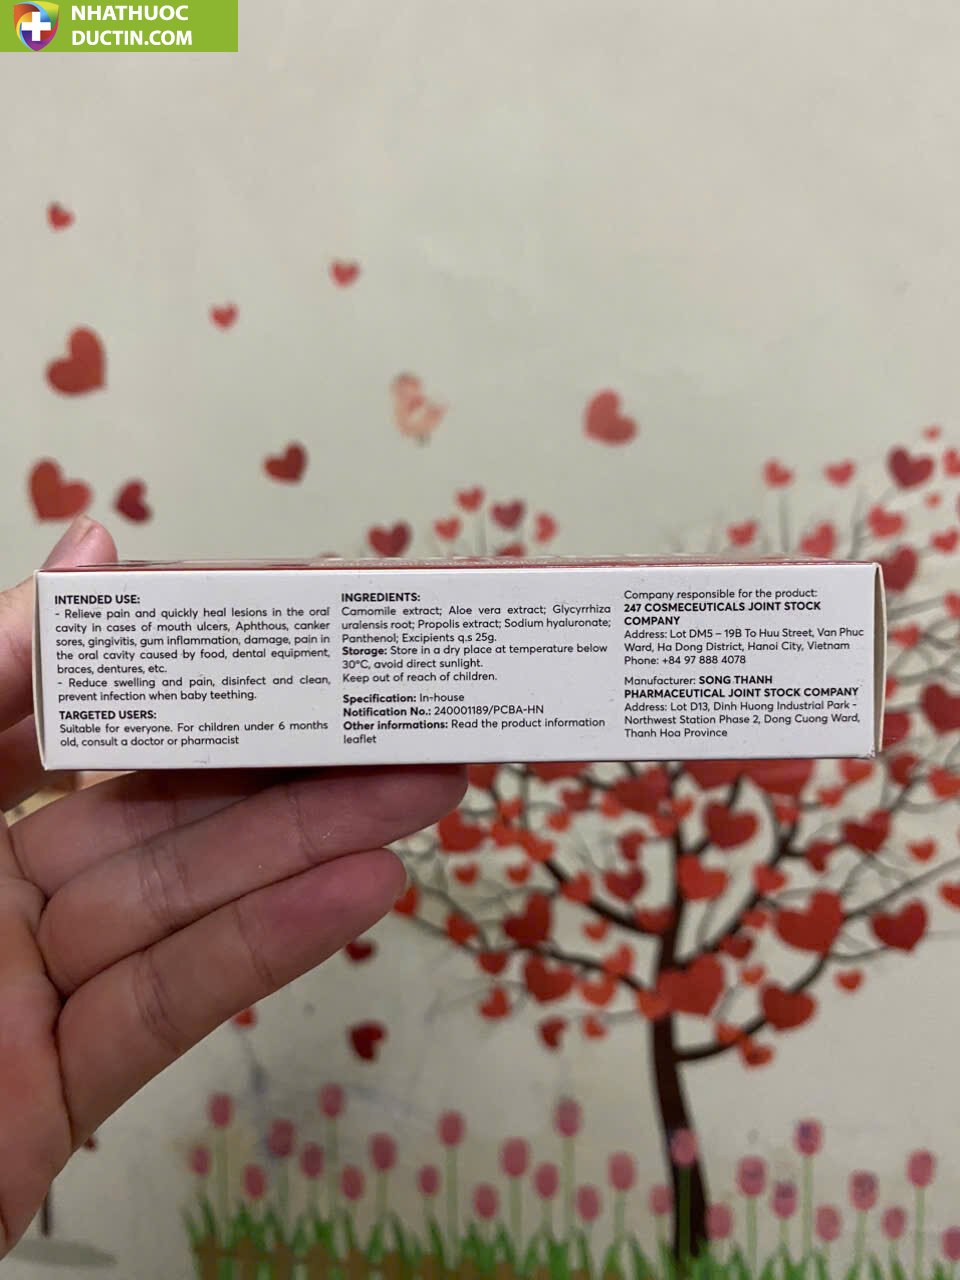 NHATHUOC
DUCTIN.COM
INTENDED USE:
- Relieve pain and quickly heal lesions in the oral
cavity in cases of mouth ulcers, Aphthous, canker
sores, gingivitis, gum inflammation, damage, pain in
the oral cavity caused by food, dental equipment,
braces, dentures, etc.
- Reduce swelling and pain, disinfect and clean,
prevent infection when baby teething.
TARGETED USERS:
Suitable for everyone. For children under 6 months
old, consult a doctor or pharmacist
INGREDIENTS:
Camomile extract; Aloe vera extract; Glycyrrhiza
uralensis root; Propolis extract; Sodium hyaluronate;
Panthenol; Excipients q.s 25g.
Storage: Store in a dry place at temperature below
30°C, avoid direct sunlight.
Keep out of reach of children.
Specification: In-house
Notification No.: 240001189/PCBA-HN
Other informations: Read the product information
leaflet
Company responsible for the product:
247 COSMECEUTICALS JOINT STOCK
COMPANY
Address: Lot DM5 – 19B To Huu Street, Van Phuc
Ward, Ha Dong District, Hanoi City, Vietnam
Phone: +84 97 888 4078
Manufacturer: SONG THANH
PHARMACEUTICAL JOINT STOCK COMPANY
Address: Lot D13, Dinh Huong Industrial Park -
Northwest Station Phase 2, Dong Cuong Ward,
Thanh Hoa Province